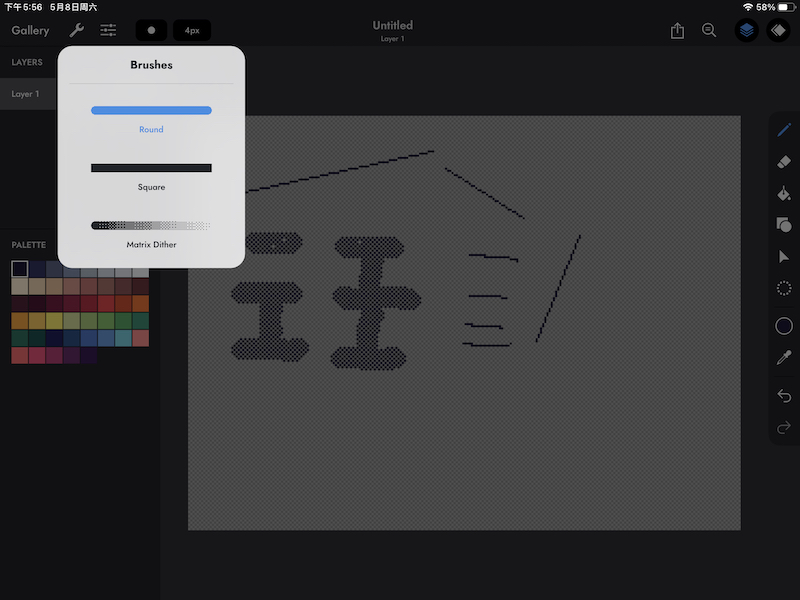 下午5:56 5月8日周六 58%
Gallery 4px Untitled
Layer 1
LAYERS
Layer 1
Brushes
Round
Square
Matrix Dither
PALETTE